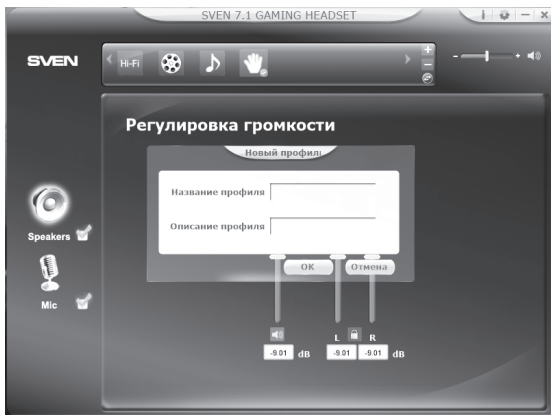 SVEN 7.1 GAMING HEADSET
SVEN
Hi-Fi
Регулировка громкости
Новый профиль
Название профиля
Описание профиля
OK Отмена
Speakers
Mic
L R
-9.01 dB -9.01 -9.01 dB